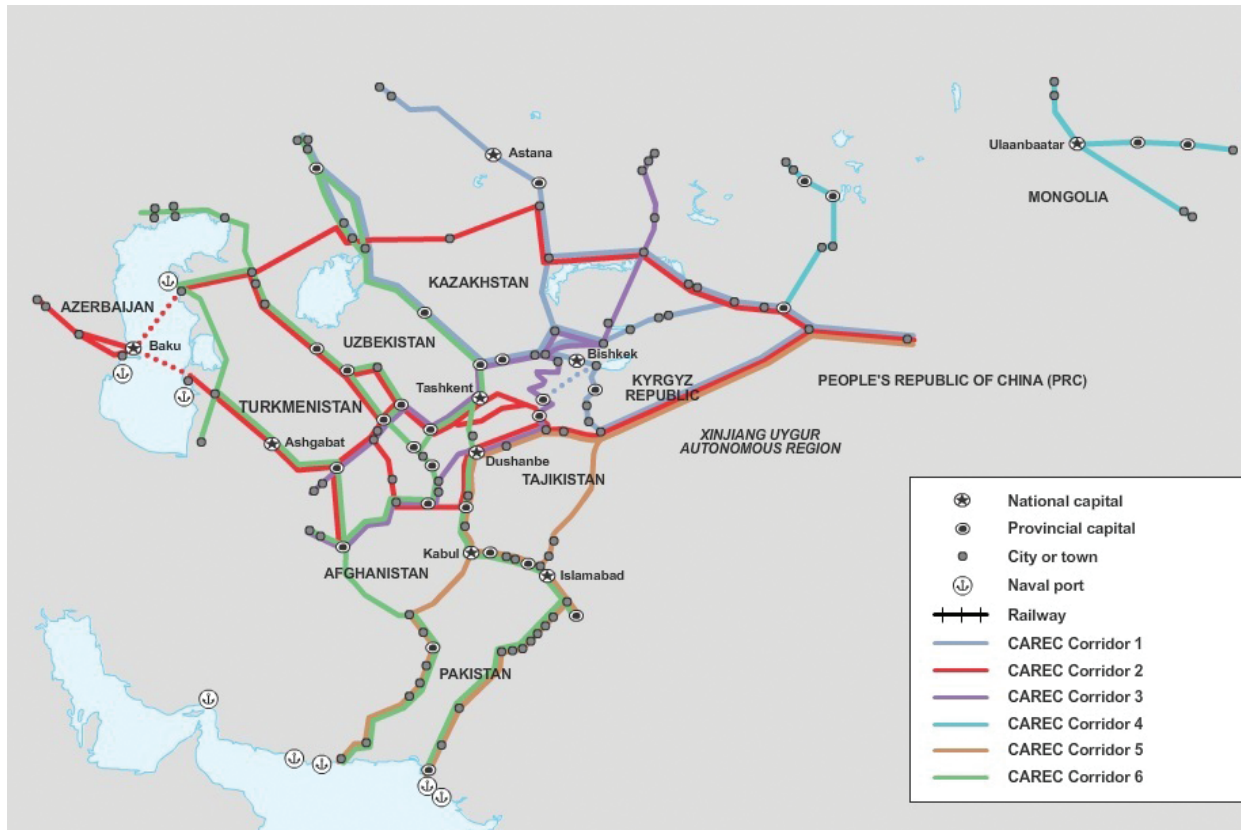 Astana
Ulaanbaatar
MONGOLIA
KAZAKHSTAN
AZERBAIJAN
UZBEKISTAN
Baku
Bishkek
KYRGYZ
REPUBLIC
PEOPLE'S REPUBLIC OF CHINA (PRC)
Tashkent
TURKMENISTAN
Ashgabat
XINJIANG UYGUR
AUTONOMOUS REGION
Dushanbe
TAJIKISTAN
Kabul
Islamabad
AFGHANISTAN
PAKISTAN
National capital
Provincial capital
City or town
Naval port
Railway
CAREC Corridor 1
CAREC Corridor 2
CAREC Corridor 3
CAREC Corridor 4
CAREC Corridor 5
CAREC Corridor 6